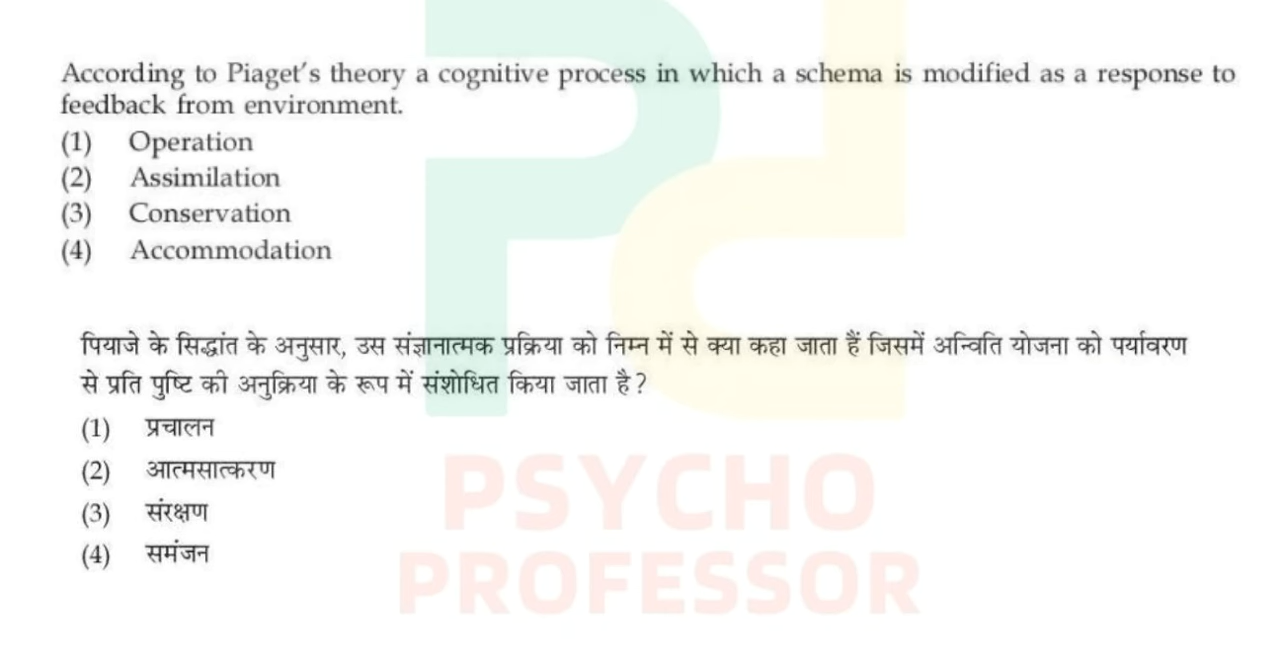 According to Piaget's theory a cognitive process in which a schema is modified as a response to
feedback from environment.
(1) Operation
(2) Assimilation
(3) Conservation
(4) Accommodation
पियाजे के सिद्धांत के अनुसार, उस संज्ञानात्मक प्रक्रिया को निम्न में से क्या कहा जाता हैं जिसमें अन्विति योजना को पर्यावरण
से प्रति पुष्टि की अनुक्रिया के रूप में संशोधित किया जाता है?
(1) प्रचालन
(2) आत्मसात्करण
(3) संरक्षण
(4) समंजन
PSYCHO
PROFESSOR